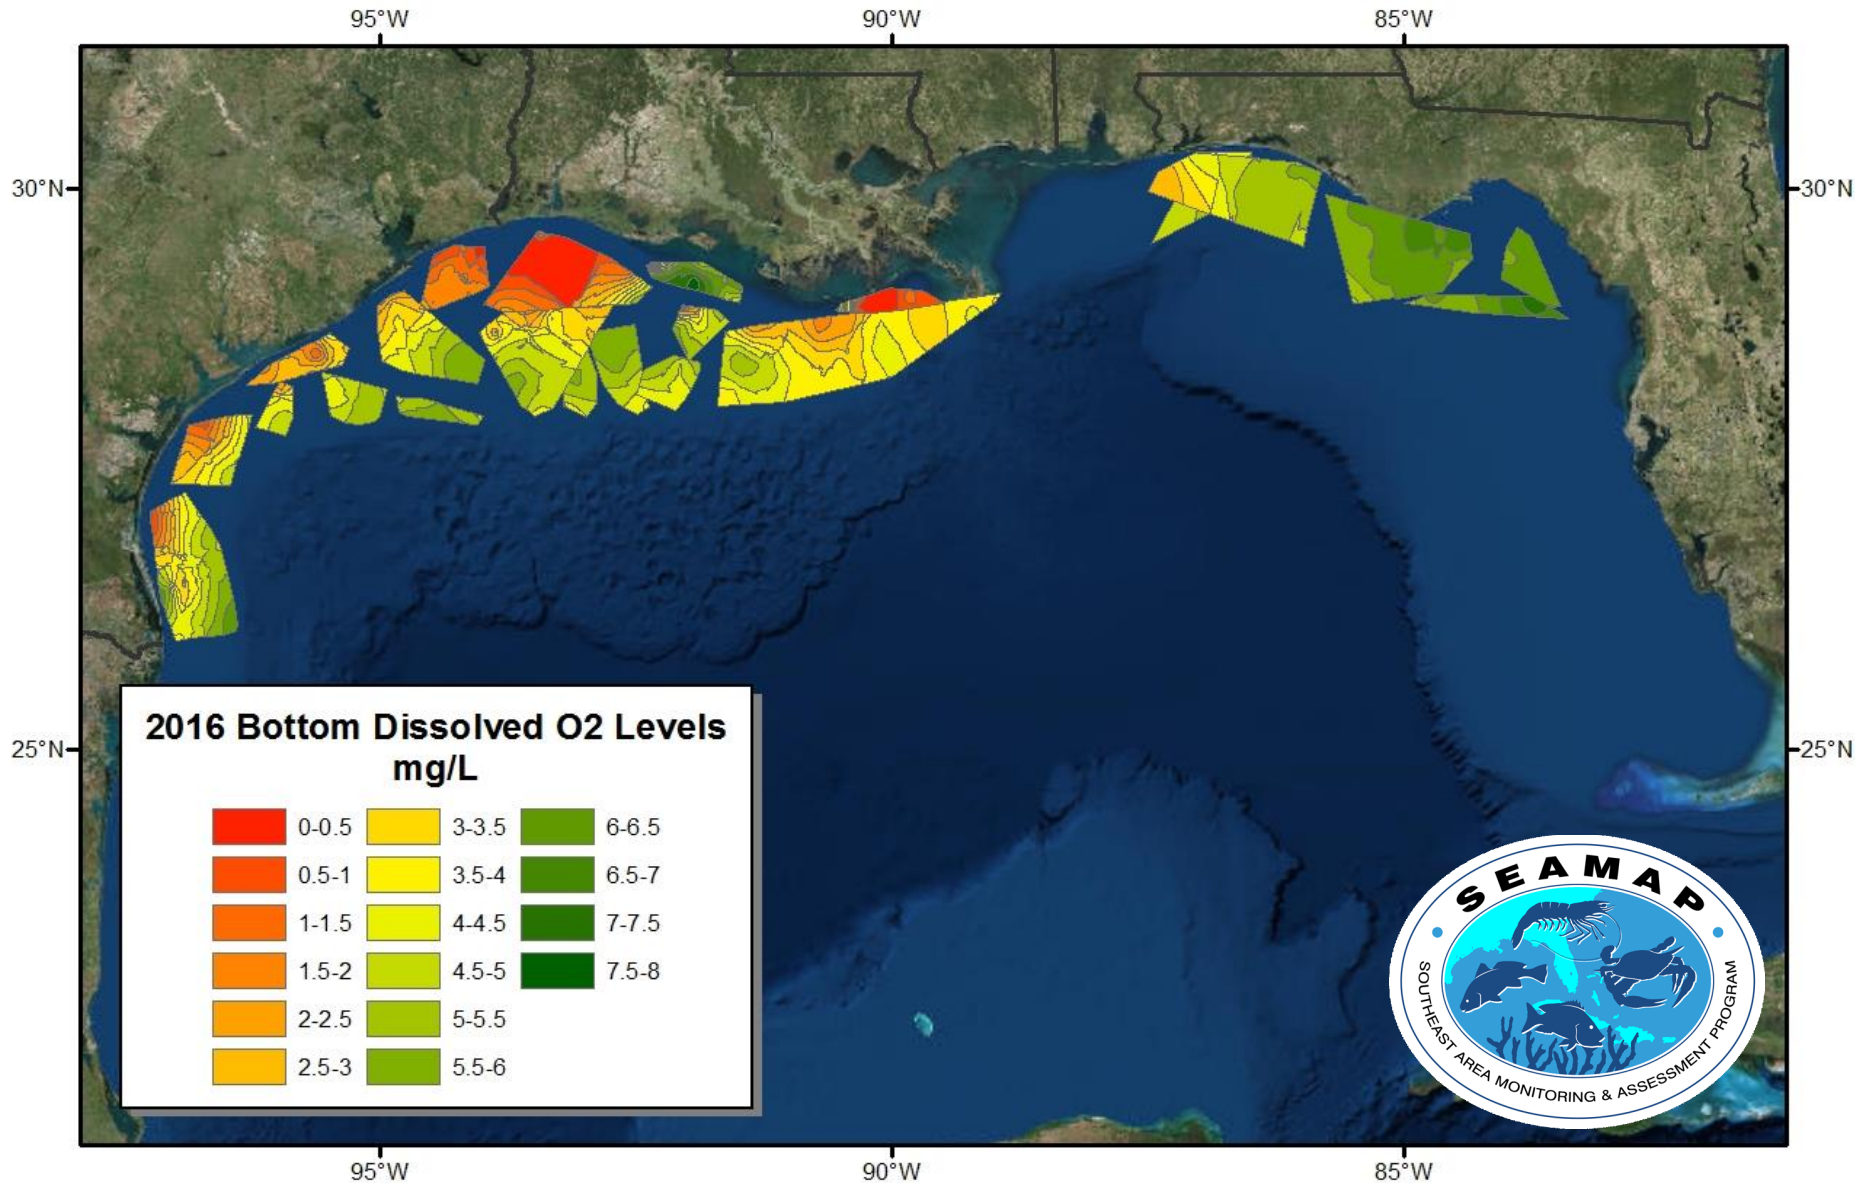 95°W 90°W 85°W
30°N 30°N
25°N 25°N
2016 Bottom Dissolved O2 Levels
mg/L
0-0.5 3-3.5 6-6.5
0.5-1 3.5-4 6.5-7
1-1.5 4-4.5 7-7.5
1.5-2 4.5-5 7.5-8
2-2.5 5-5.5
2.5-3 5.5-6
SEAMAP
SOUTHEAST AREA MONITORING & ASSESSMENT PROGRAM
95°W 90°W 85°W